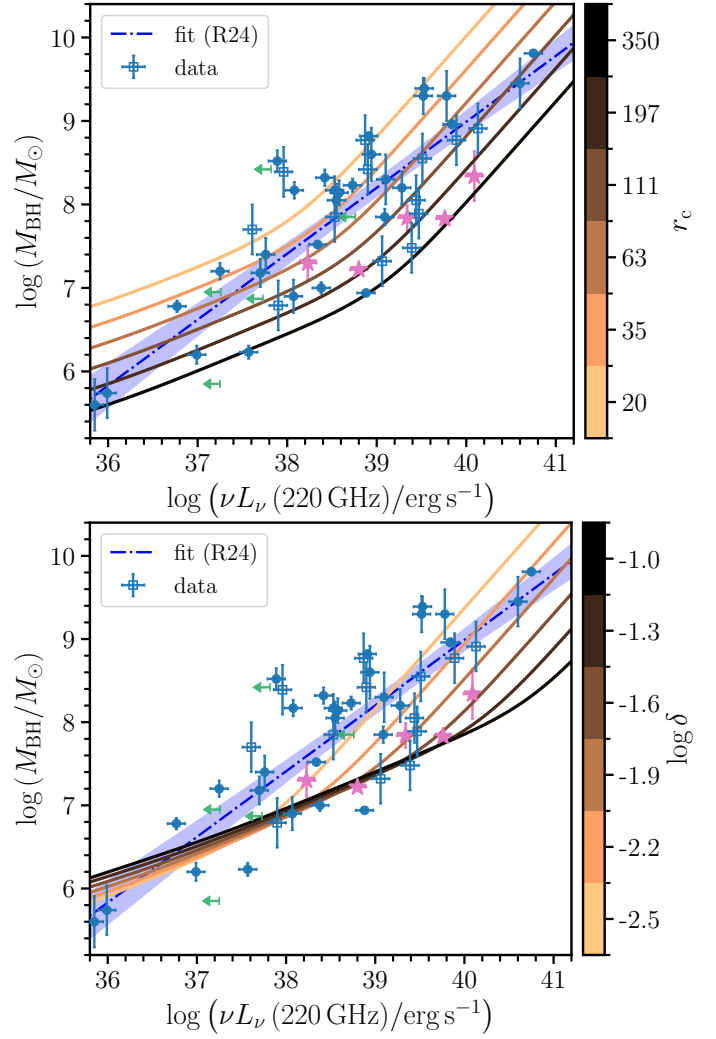 10
9
8
7
6
log (M_BH/M_⊙)
fit (R24)
data
36 37 38 39 40 41
log (νL_ν (220 GHz)/erg s⁻¹)
350
197
111
63
35
20
r_c
10
9
8
7
6
log (M_BH/M_⊙)
fit (R24)
data
36 37 38 39 40 41
log (νL_ν (220 GHz)/erg s⁻¹)
-1.0
-1.3
-1.6
-1.9
-2.2
-2.5
log δ